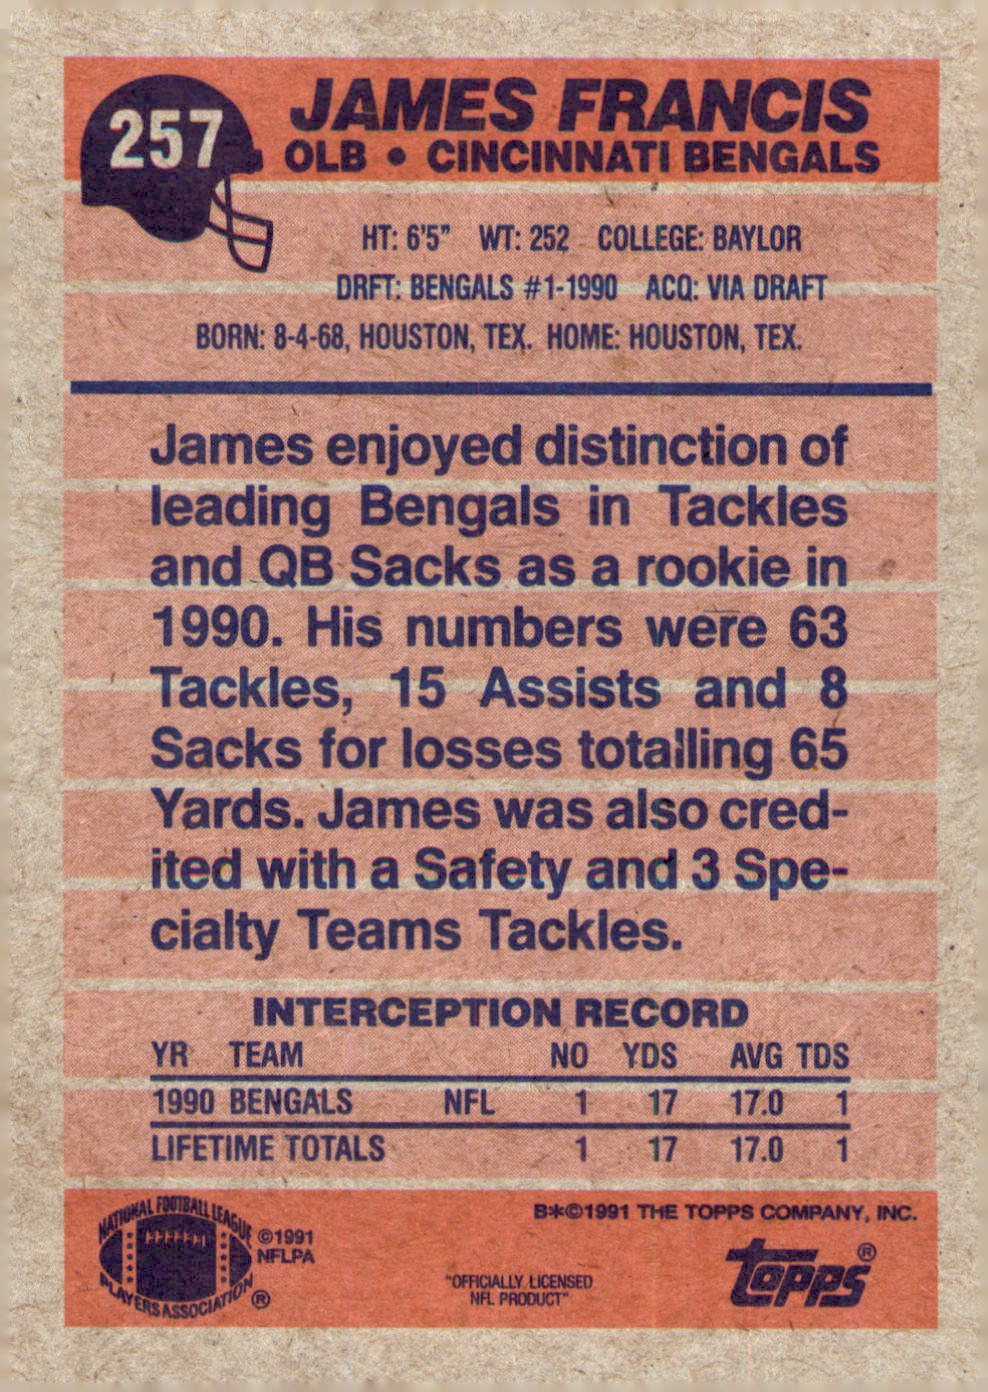 257
JAMES FRANCIS
OLB • CINCINNATI BENGALS
HT: 6'5" WT: 252 COLLEGE: BAYLOR
DRFT: BENGALS #1-1990 ACQ: VIA DRAFT
BORN: 8-4-68, HOUSTON, TEX. HOME: HOUSTON, TEX.
James enjoyed distinction of
leading Bengals in Tackles
and QB Sacks as a rookie in
1990. His numbers were 63
Tackles, 15 Assists and 8
Sacks for losses totalling 65
Yards. James was also cred-
ited with a Safety and 3 Spe-
cialty Teams Tackles.
INTERCEPTION RECORD
YR TEAM NO YDS AVG TDS
1990 BENGALS NFL 1 17 17.0 1
LIFETIME TOTALS 1 17 17.0 1
NATIONAL FOOTBALL LEAGUE
PLAYERS ASSOCIATION ®
©1991
NFLPA
"OFFICIALLY LICENSED
NFL PRODUCT"
B*©1991 THE TOPPS COMPANY, INC.
topps ®